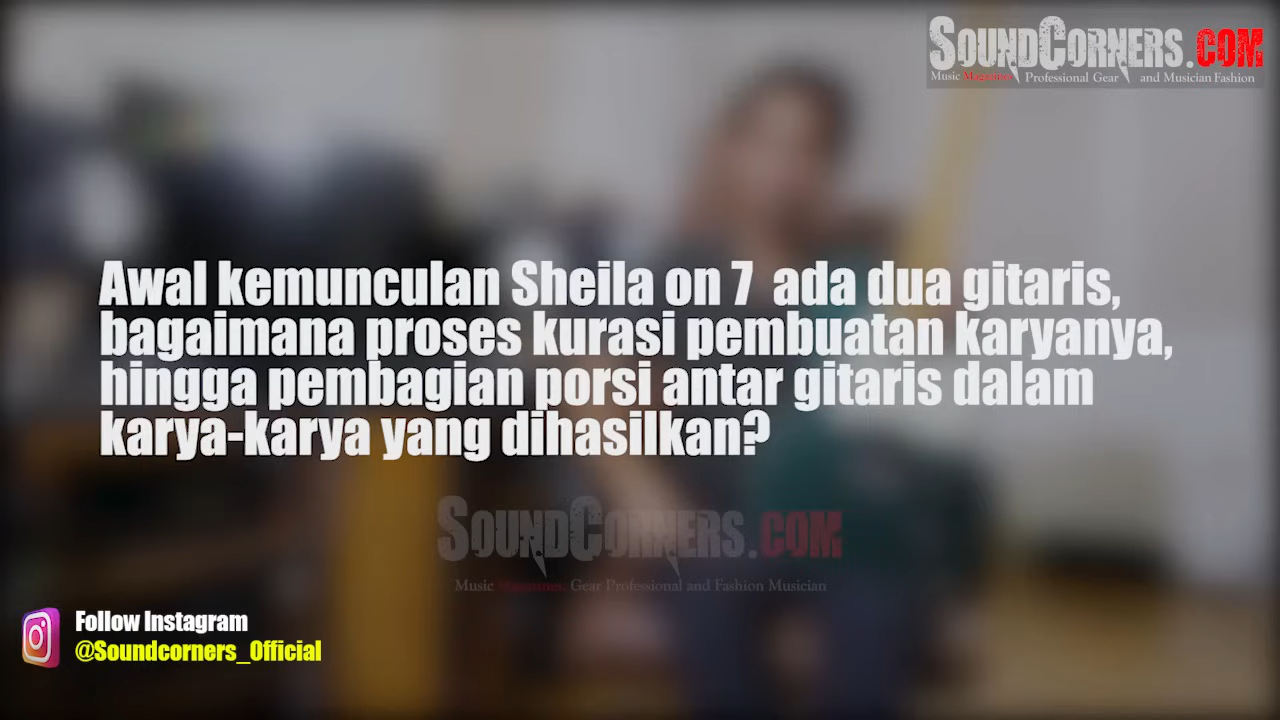 SOUNDCORNERS.COM
Music Magazines Professional Gear and Musician Fashion
Awal kemunculan Sheila on 7 ada dua gitaris,
bagaimana proses kurasi pembuatan karyanya,
hingga pembagian porsi antar gitaris dalam
karya-karya yang dihasilkan?
SOUNDCORNERS.COM
Music Magazines, Gear Professional and Fashion Musician
Follow Instagram
@Soundcorners_Official